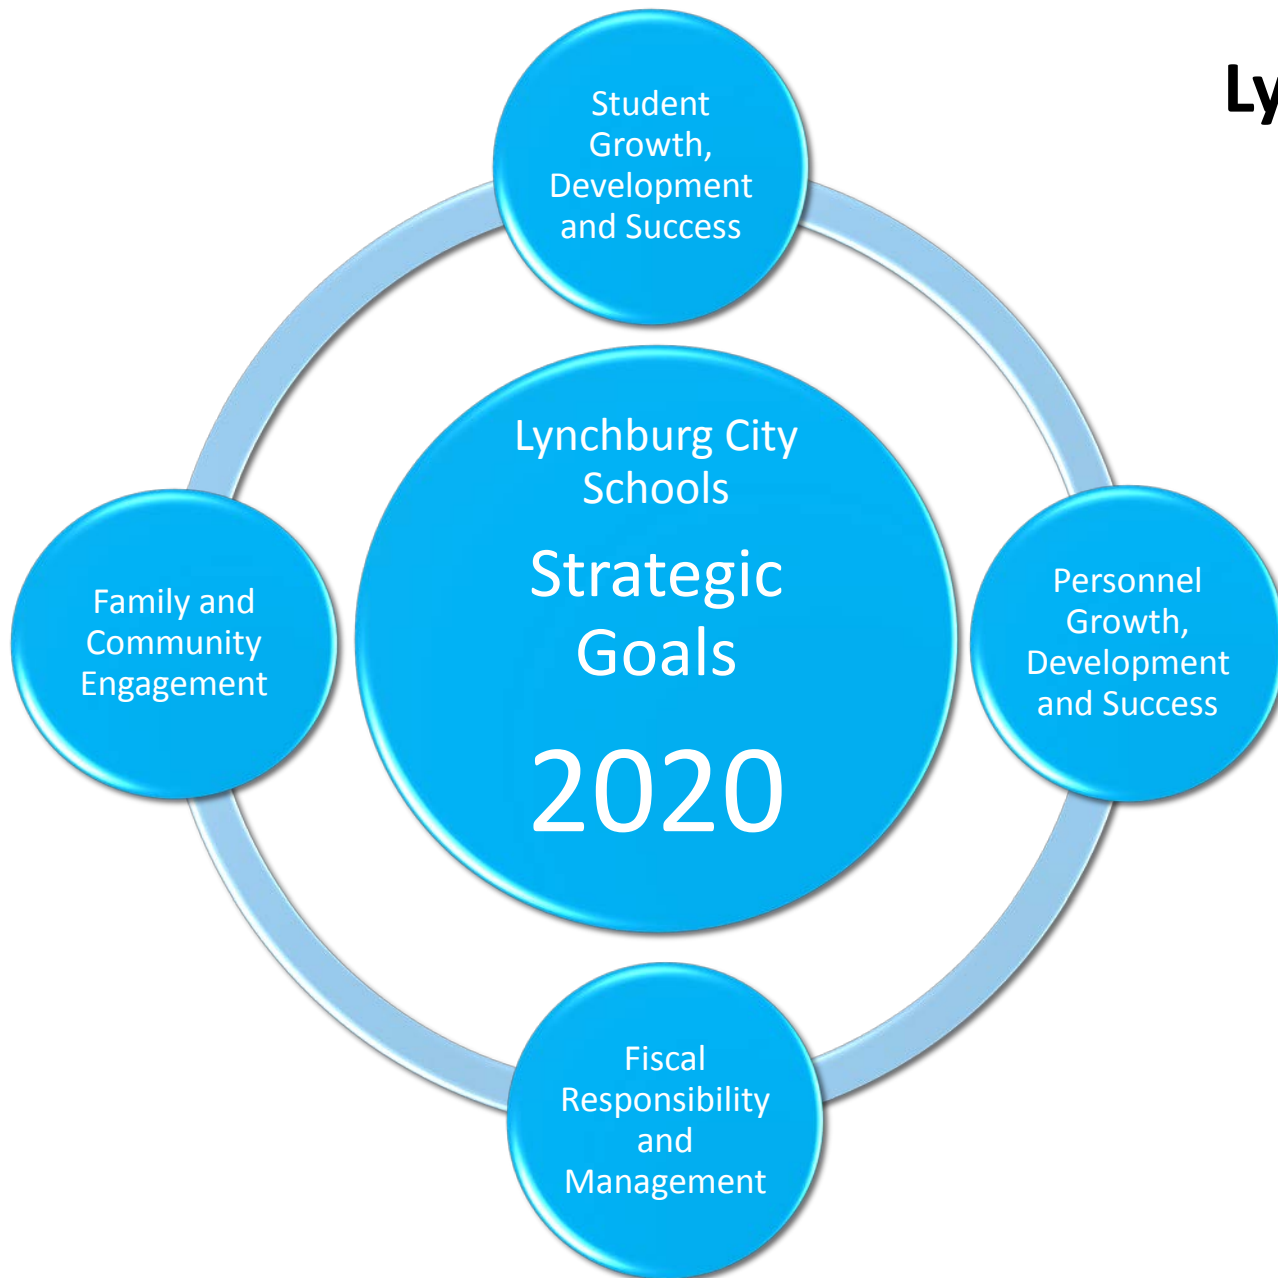 Ly
Student
Growth,
Development
and Success
Lynchburg City
Schools
Strategic
Goals
2020
Family and
Community
Engagement
Personnel
Growth,
Development
and Success
Fiscal
Responsibility
and
Management